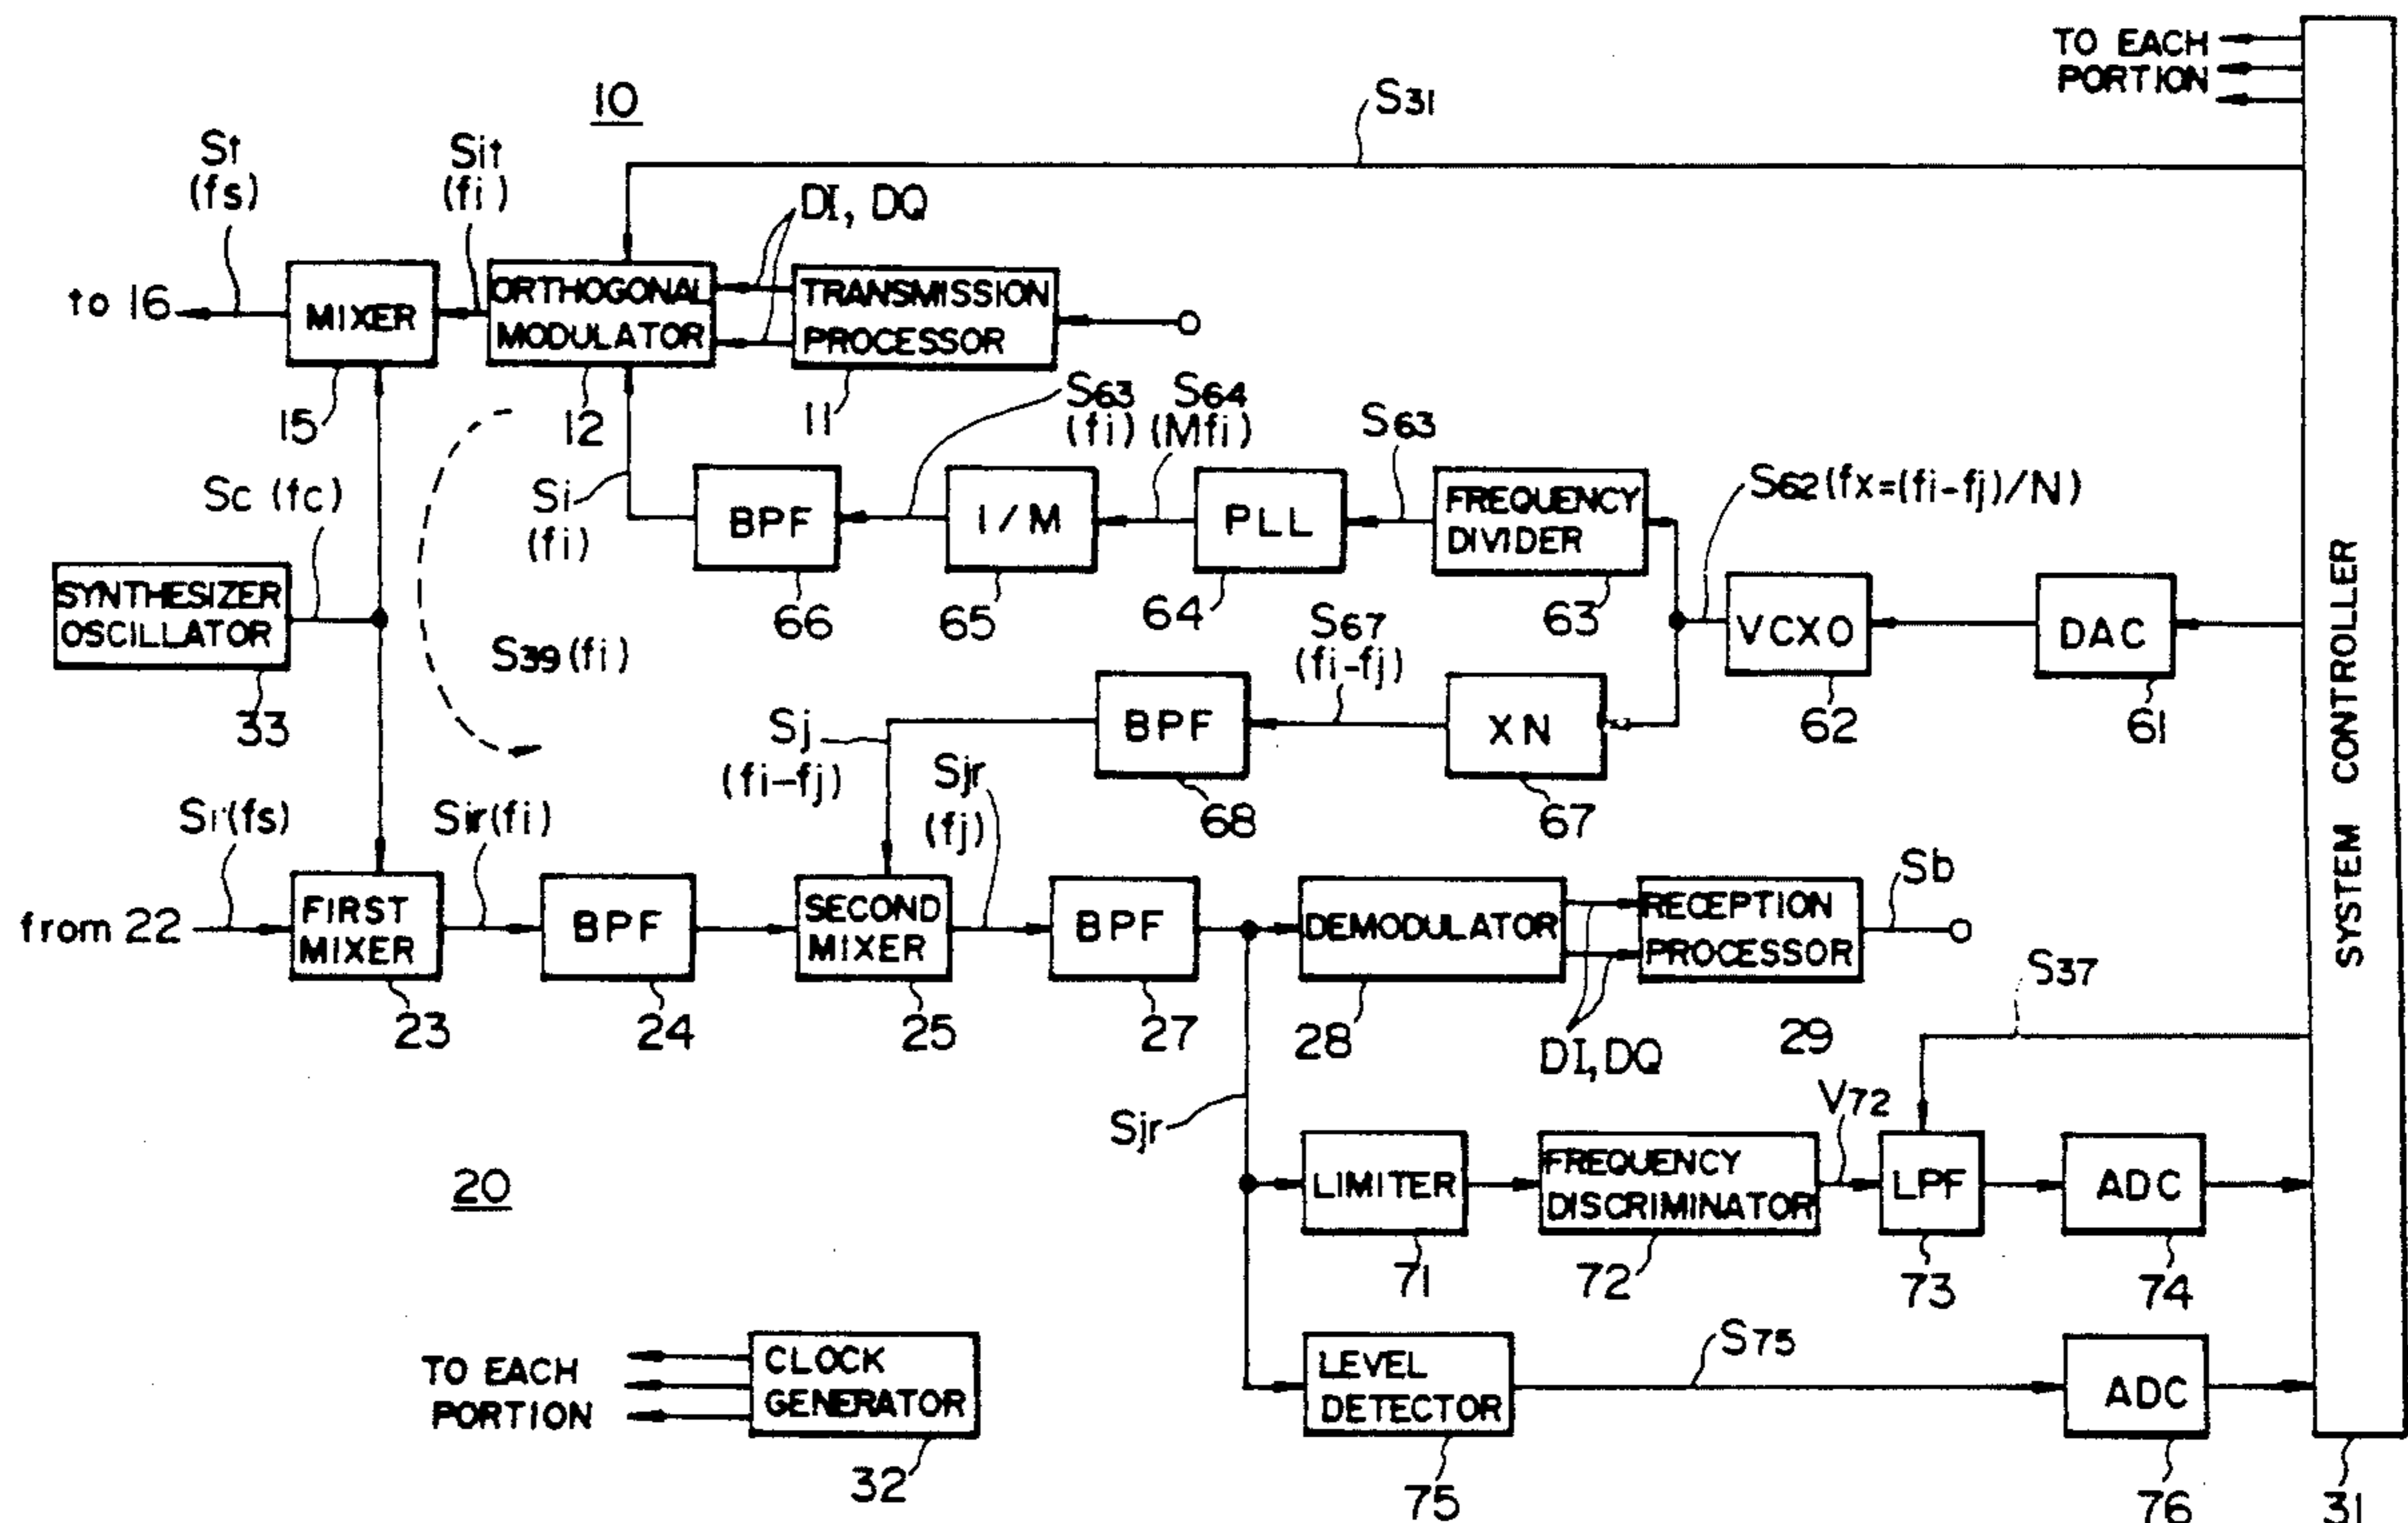 TO EACH
PORTION
10
S31
St
(fs)
Sit
(fi)
DI, DQ
to 16
MIXER
ORTHOGONAL
MODULATOR
TRANSMISSION
PROCESSOR
15
12
11
S63
(fi)
S64
(Mfi)
S63
S62(fx=(fi-fj)/N)
Sc (fc)
Si
(fi)
BPF
1/M
PLL
FREQUENCY
DIVIDER
SYNTHESIZER
OSCILLATOR
66
65
64
63
VCXO
DAC
SYSTEM CONTROLLER
S39(fi)
S67
(fi-fj)
33
Sj
(fi-fj)
BPF
XN
62
61
Sr(fs)
Sir(fi)
Sjr
(fj)
68
67
from 22
FIRST
MIXER
BPF
SECOND
MIXER
BPF
DEMODULATOR
RECEPTION
PROCESSOR
Sb
23
24
25
27
28
DI, DQ
29
S37
Sjr
V72
20
LIMITER
FREQUENCY
DISCRIMINATOR
LPF
ADC
71
72
73
74
TO EACH
PORTION
CLOCK
GENERATOR
LEVEL
DETECTOR
S75
ADC
32
75
76
31